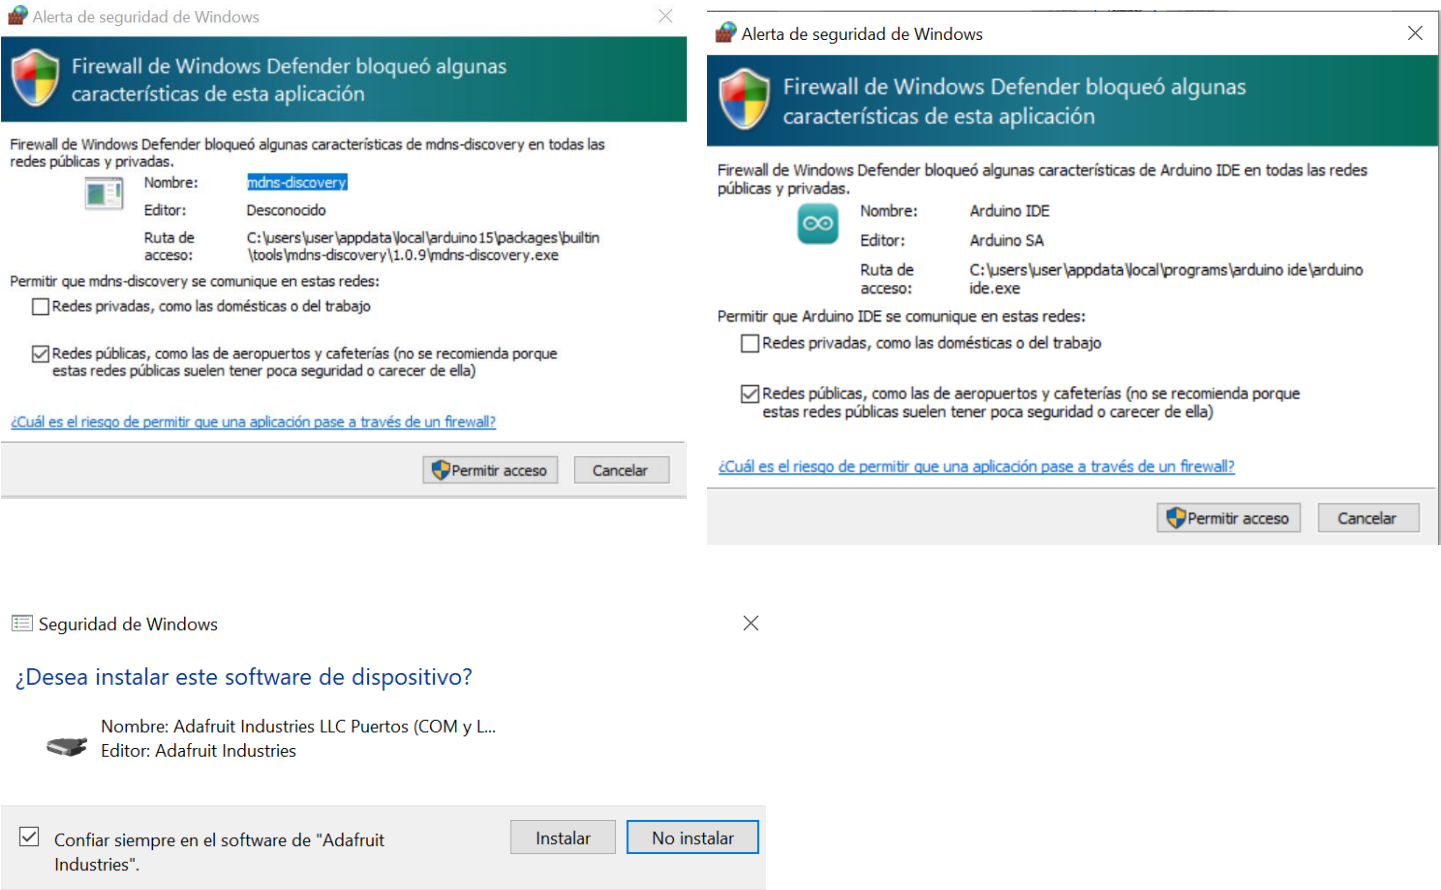 Alerta de seguridad de Windows
Firewall de Windows Defender bloqueó algunas
características de esta aplicación
Firewall de Windows Defender bloqueó algunas características de mdns-discovery en todas las
redes públicas y privadas.
Nombre: mdns-discovery
Editor: Desconocido
Ruta de acceso: C:\users\user\appdata\local\arduino15\packages\builtin
\tools\mdns-discovery\1.0.9\mdns-discovery.exe
Permitir que mdns-discovery se comunique en estas redes:
Redes privadas, como las domésticas o del trabajo
Redes públicas, como las de aeropuertos y cafeterías (no se recomienda porque
estas redes públicas suelen tener poca seguridad o carecer de ella)
¿Cuál es el riesgo de permitir que una aplicación pase a través de un firewall?
Permitir acceso Cancelar
Alerta de seguridad de Windows
Firewall de Windows Defender bloqueó algunas
características de esta aplicación
Firewall de Windows Defender bloqueó algunas características de Arduino IDE en todas las redes
públicas y privadas.
Nombre: Arduino IDE
Editor: Arduino SA
Ruta de acceso: C:\users\user\appdata\local\programs\arduino ide\arduino
ide.exe
Permitir que Arduino IDE se comunique en estas redes:
Redes privadas, como las domésticas o del trabajo
Redes públicas, como las de aeropuertos y cafeterías (no se recomienda porque
estas redes públicas suelen tener poca seguridad o carecer de ella)
¿Cuál es el riesgo de permitir que una aplicación pase a través de un firewall?
Permitir acceso Cancelar
Seguridad de Windows
¿Desea instalar este software de dispositivo?
Nombre: Adafruit Industries LLC Puertos (COM y L...
Editor: Adafruit Industries
Confiar siempre en el software de "Adafruit
Industries".
Instalar No instalar